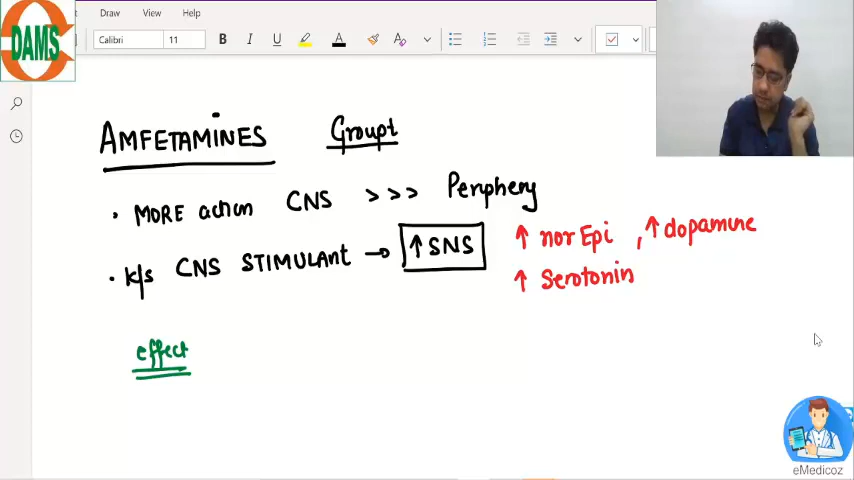 DAMS
Draw View Help
Calibri 11 B I U A
AMFETAMINES Groupt
• MORE action CNS >>> Periphery
• k/s CNS STIMULANT → ↑SNS ↑ nor Epi , ↑ dopamine
↑ Serotonin
effect
eMedicoz